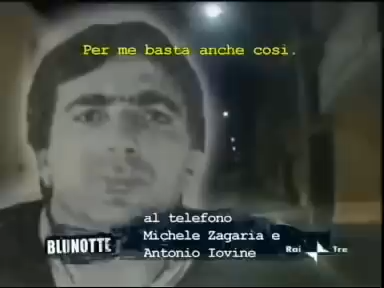 Per me basta anche così.
al telefono
Michele Zagaria e
Antonio Iovine
BLUNOTTE
Rai Tre